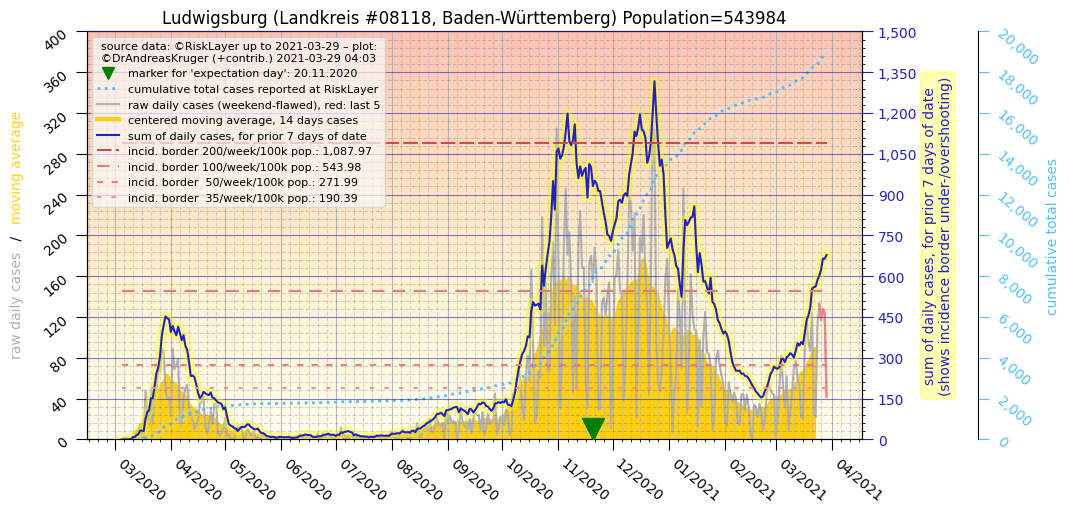 Ludwigsburg (Landkreis #08118, Baden-Württemberg) Population=543984
source data: ©RiskLayer up to 2021-03-29 – plot:
©DrAndreasKruger (+contrib.) 2021-03-29 04:03
marker for 'expectation day': 20.11.2020
cumulative total cases reported at RiskLayer
raw daily cases (weekend-flawed), red: last 5
centered moving average, 14 days cases
sum of daily cases, for prior 7 days of date
incid. border 200/week/100k pop.: 1,087.97
incid. border 100/week/100k pop.: 543.98
incid. border  50/week/100k pop.: 271.99
incid. border  35/week/100k pop.: 190.39
raw daily cases / moving average
400
360
320
280
240
200
160
120
80
40
0
03/2020
04/2020
05/2020
06/2020
07/2020
08/2020
09/2020
10/2020
11/2020
12/2020
01/2021
02/2021
03/2021
04/2021
1,500
1,350
1,200
1,050
900
750
600
450
300
150
0
sum of daily cases, for prior 7 days of date
(shows incidence border under-/overshooting)
20,000
18,000
16,000
14,000
12,000
10,000
8,000
6,000
4,000
2,000
0
cumulative total cases